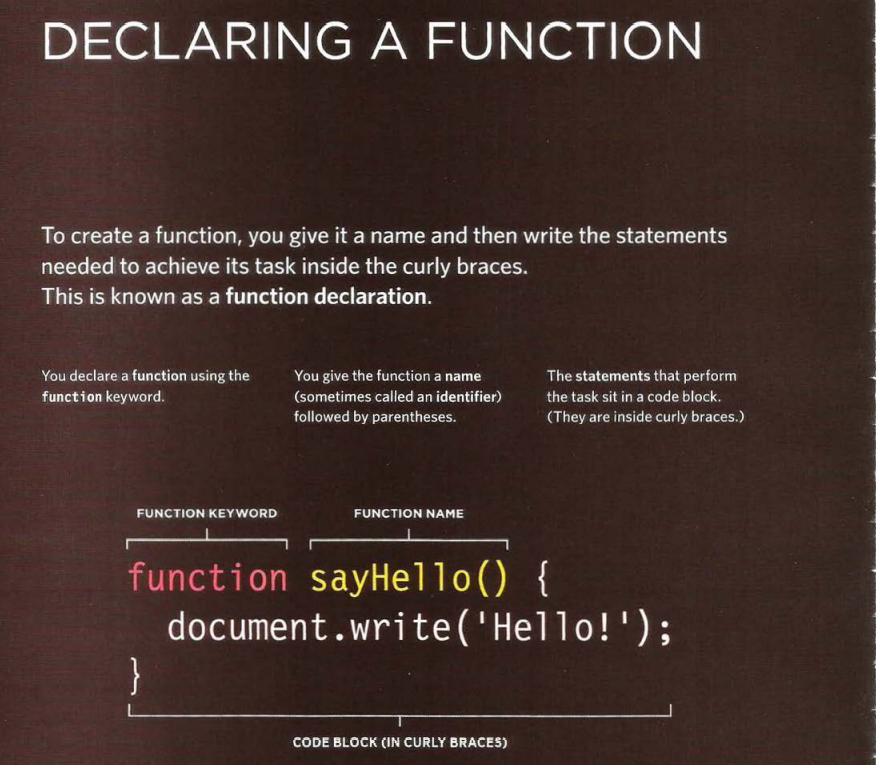 DECLARING A FUNCTION
To create a function, you give it a name and then write the statements
needed to achieve its task inside the curly braces.
This is known as a function declaration.
You declare a function using the
function keyword.
You give the function a name
(sometimes called an identifier)
followed by parentheses.
The statements that perform
the task sit in a code block.
(They are inside curly braces.)
FUNCTION KEYWORD FUNCTION NAME
function sayHello() {
document.write('Hello!');
}
CODE BLOCK (IN CURLY BRACES)